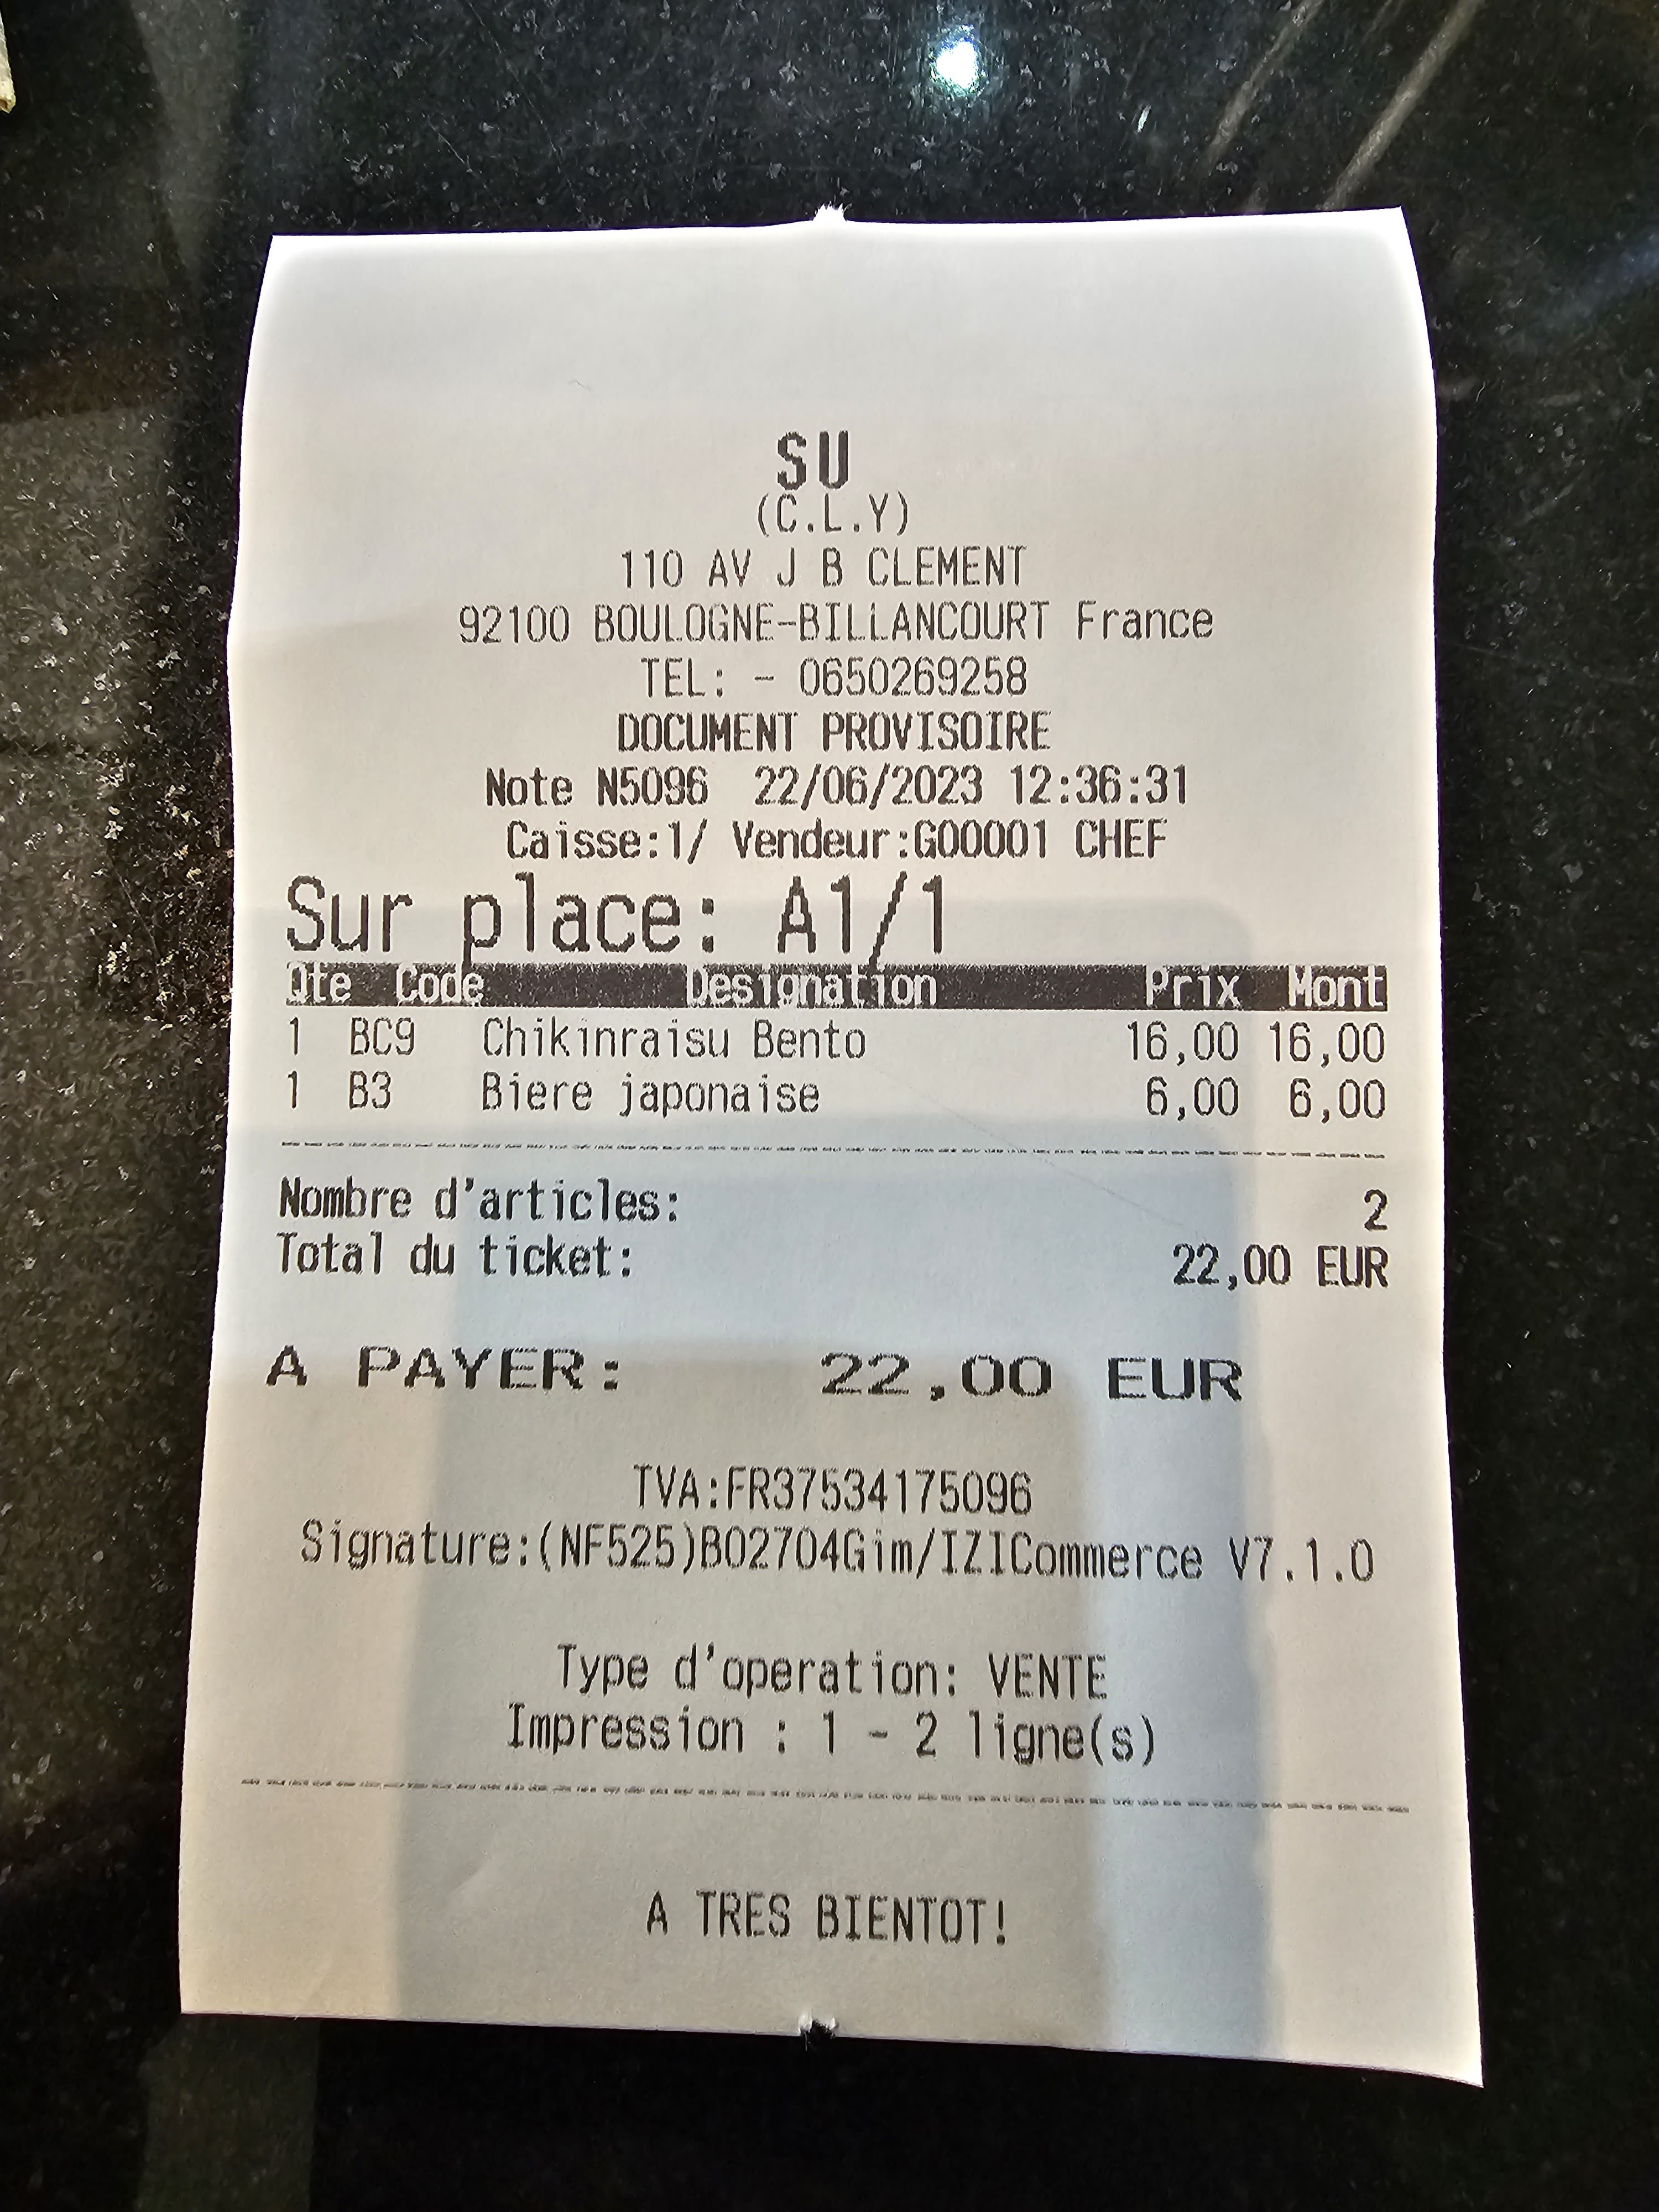 SU
(C.L.Y)
110 AV J B CLEMENT
92100 BOULOGNE-BILLANCOURT France
TEL: - 0650269258
DOCUMENT PROVISOIRE
Note N5096 22/06/2023 12:36:31
Caisse:1/ Vendeur:G00001 CHEF
Sur place: A1/1
Qte Code Designation Prix Mont
1 BC9 Chikinraisu Bento 16,00 16,00
1 B3 Biere japonaise 6,00 6,00
Nombre d'articles: 2
Total du ticket: 22,00 EUR
A PAYER: 22,00 EUR
TVA:FR37534175096
Signature:(NF525)B02704Gim/IZICommerce V7.1.0
Type d'operation: VENTE
Impression : 1 - 2 ligne(s)
A TRES BIENTOT!